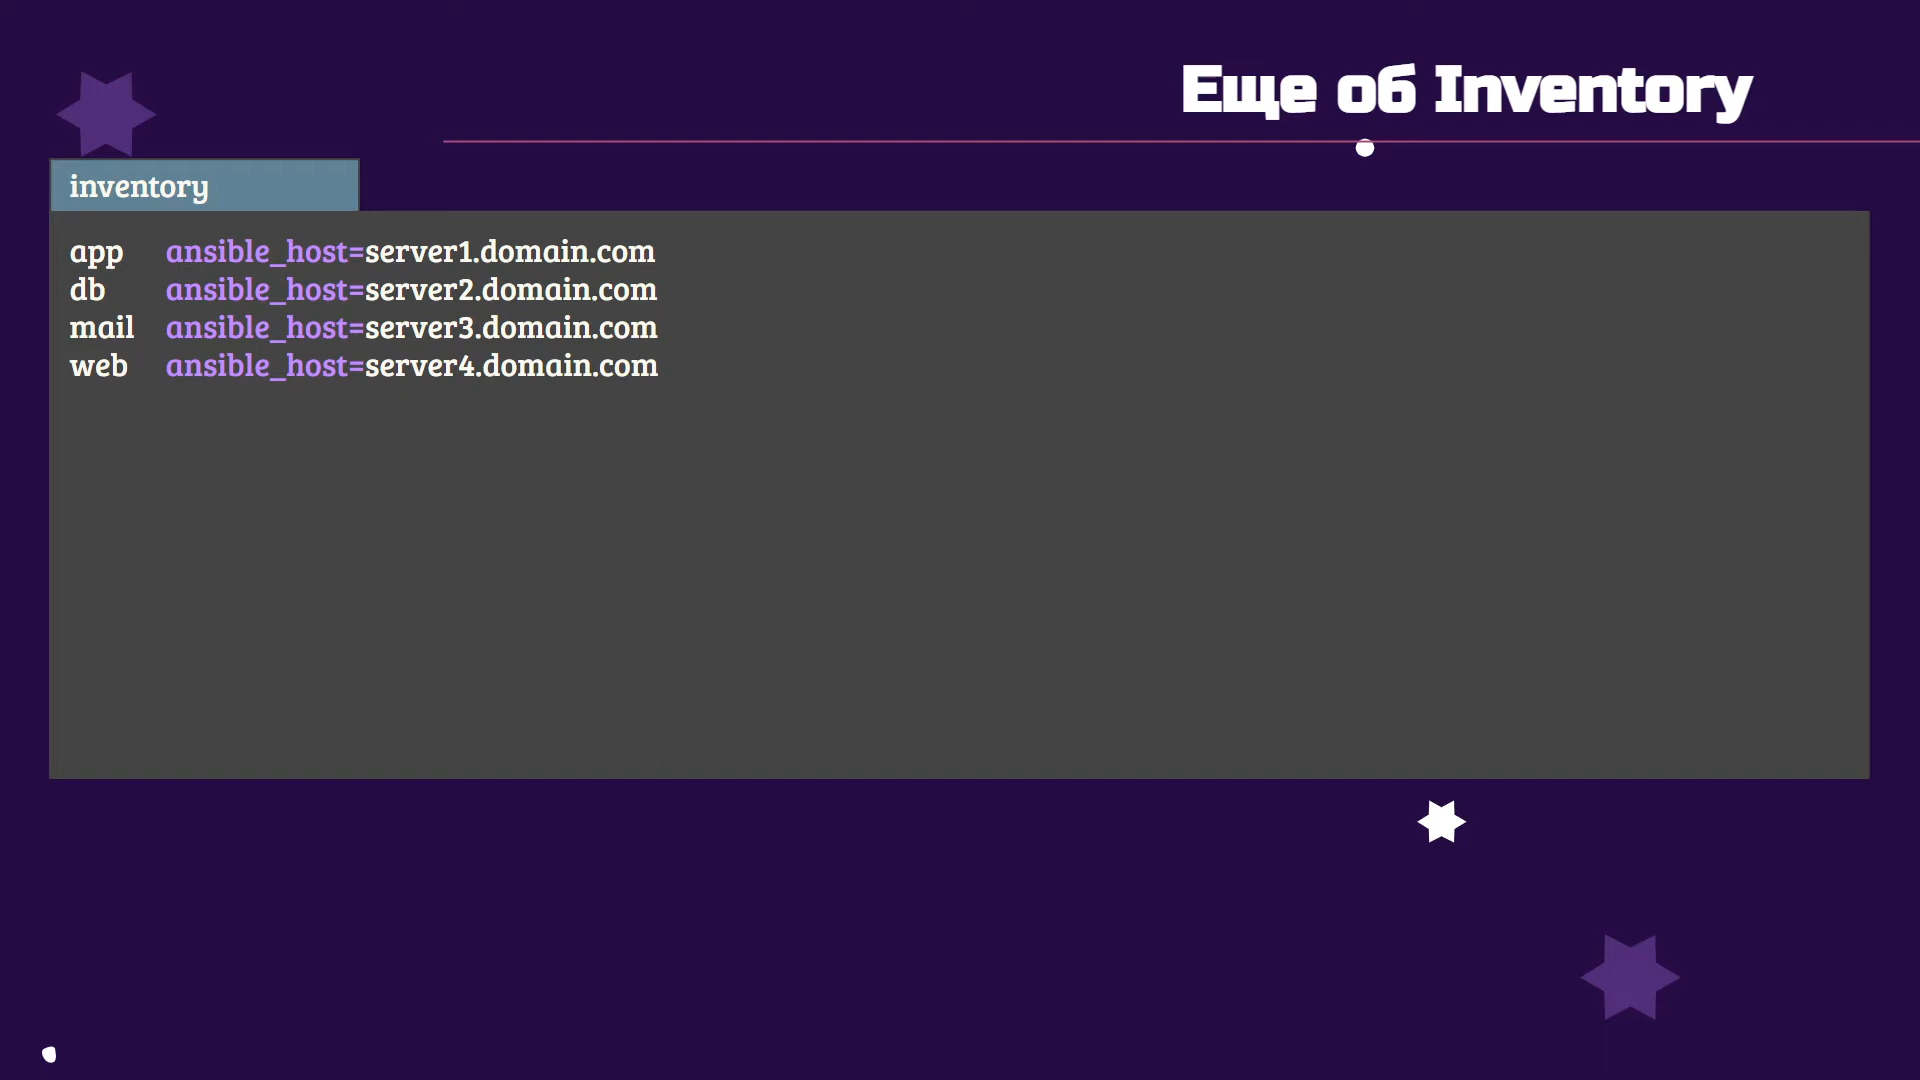 Еще об Inventory
inventory
app ansible_host=server1.domain.com
db ansible_host=server2.domain.com
mail ansible_host=server3.domain.com
web ansible_host=server4.domain.com